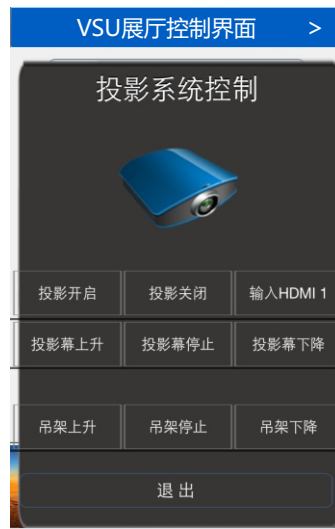 VSU展厅控制界面 >
投影系统控制
投影开启 投影关闭 输入HDMI 1
投影幕上升 投影幕停止 投影幕下降
吊架上升 吊架停止 吊架下降
退 出